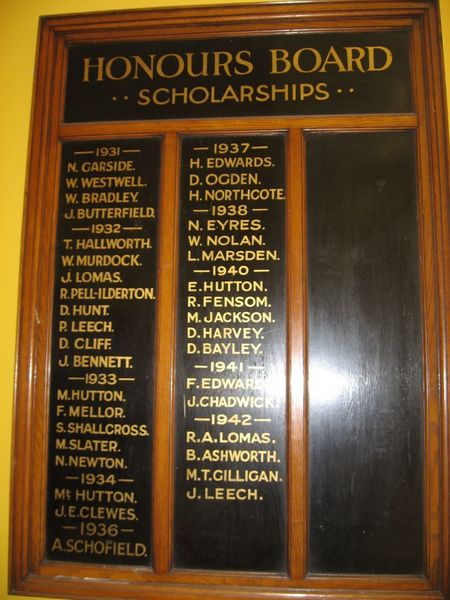 HONOURS BOARD
·· SCHOLARSHIPS ··
— 1931 —
N. GARSIDE.
W. WESTWELL.
W. BRADLEY.
J. BUTTERFIELD.
— 1932 —
T. HALLWORTH.
W. MURDOCK.
J. LOMAS.
R. PELL-ILDERTON.
D. HUNT.
P. LEECH.
D. CLIFF.
J. BENNETT.
— 1933 —
M. HUTTON.
F. MELLOR.
S. SHALLCROSS.
M. SLATER.
N. NEWTON.
— 1934 —
Mt HUTTON.
J. E. CLEWES.
— 1936 —
A. SCHOFIELD.
— 1937 —
H. EDWARDS.
D. OGDEN.
H. NORTHCOTE.
— 1938 —
N. EYRES.
W. NOLAN.
L. MARSDEN.
— 1940 —
E. HUTTON.
R. FENSOM.
M. JACKSON.
D. HARVEY.
D. BAYLEY.
— 1941 —
F. EDWARD
J. CHADWICK.
— 1942 —
R. A. LOMAS.
B. ASHWORTH.
M. T. GILLIGAN.
J. LEECH.